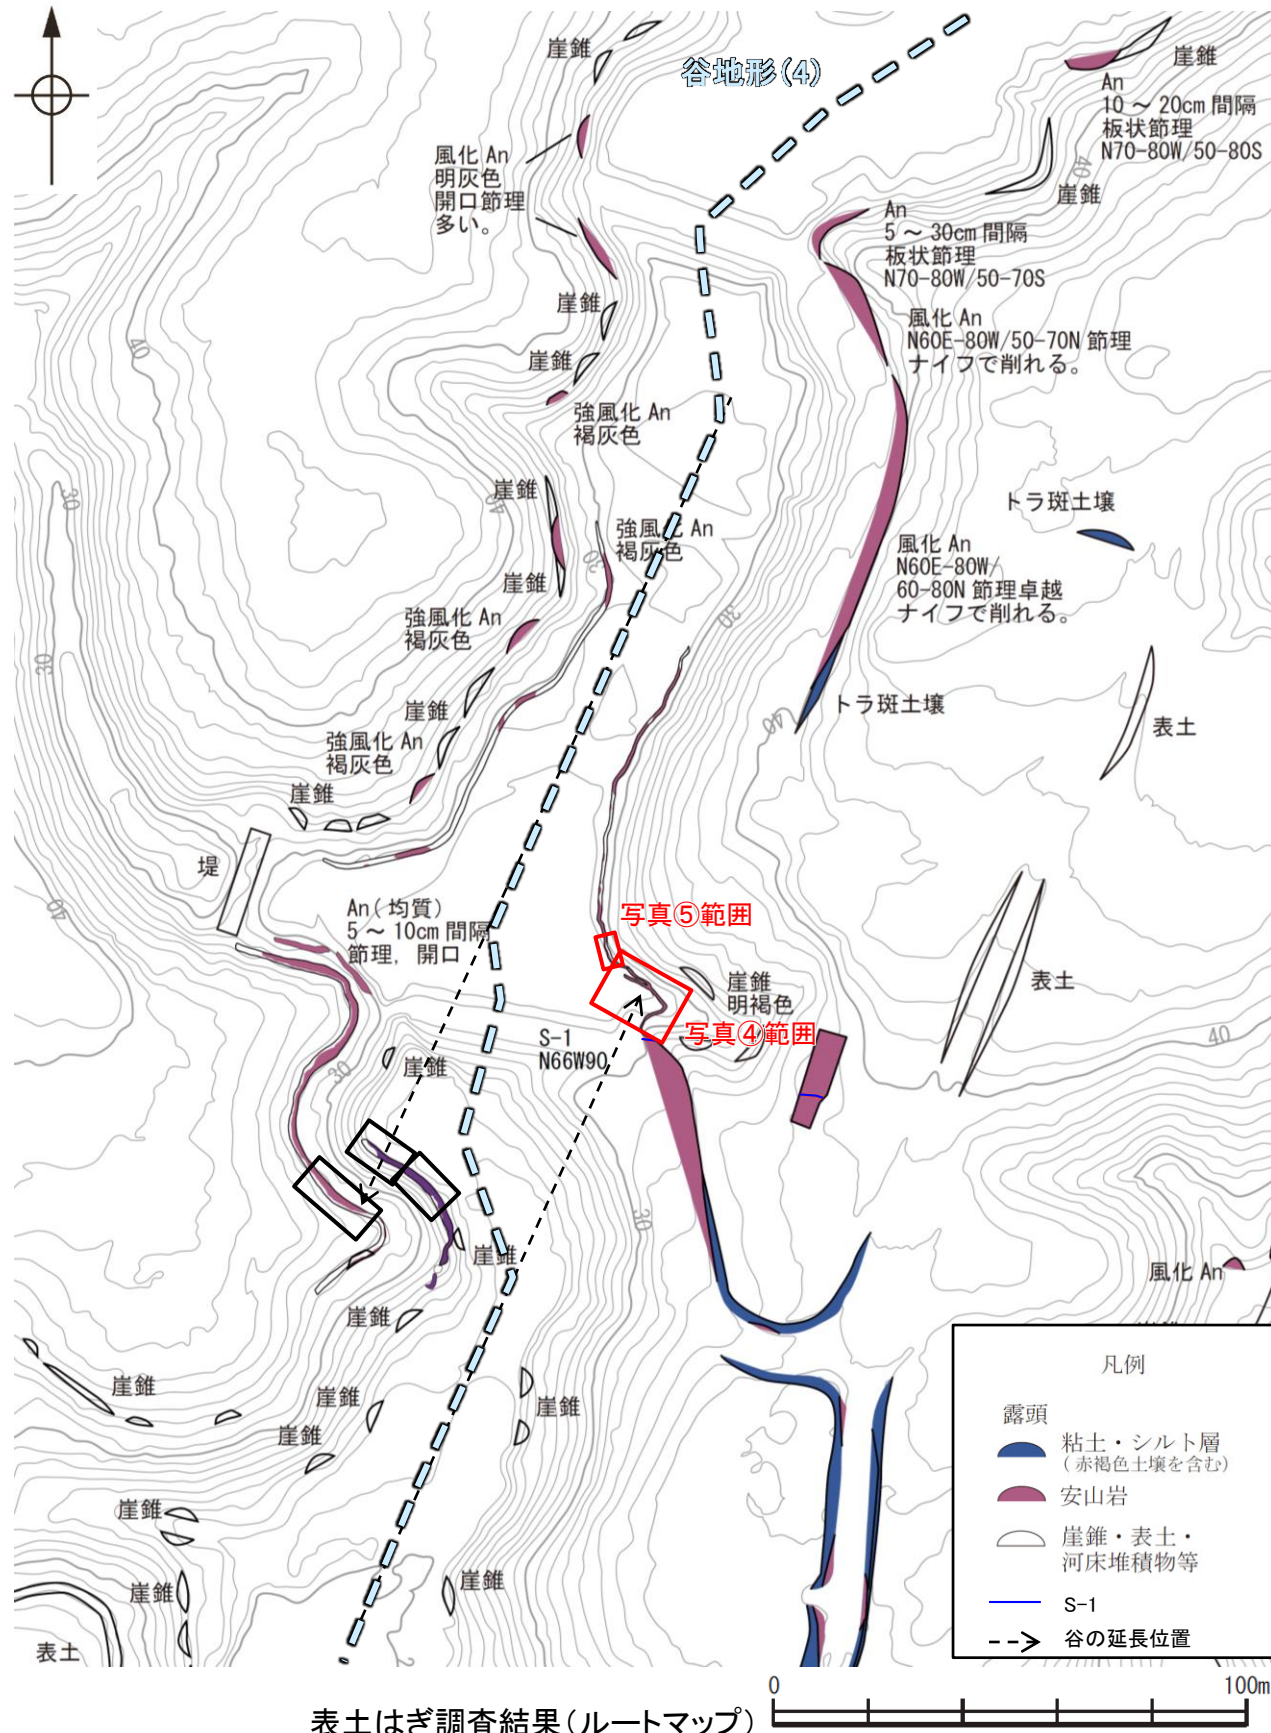 崖錐
谷地形(4)
崖錐
An
10 ～ 20cm 間隔
板状節理
N70-80W/50-80S
風化 An
明灰色
開口節理
多い。
40
崖錐
An
5 ～ 30cm 間隔
板状節理
N70-80W/50-70S
崖錐
風化 An
N60E-80W/50-70N 節理
ナイフで削れる。
40
崖錐
強風化 An
褐灰色
30
崖錐
40
トラ斑土壌
強風化 An
褐灰色
風化 An
N60E-80W/
60-80N 節理卓越
ナイフで削れる。
30
崖錐
強風化 An
褐灰色
30
30
トラ斑土壌
崖錐
40
表土
強風化 An
褐灰色
崖錐
堤
40
An(均質)
5 ～ 10cm 間隔
節理，開口
写真⑤範囲
崖錐
明褐色
表土
写真④範囲
S-1
N66W90
40
崖錐
30
30
崖錐
風化 An
崖錐
崖錐
崖錐
崖錐
崖錐
崖錐
崖錐
崖錐
表土
凡例
露頭
粘土・シルト層
(赤褐色土壌を含む)
安山岩
崖錐・表土・
河床堆積物等
S-1
谷の延長位置
0
100m
表土はぎ調査結果(ルートマップ)